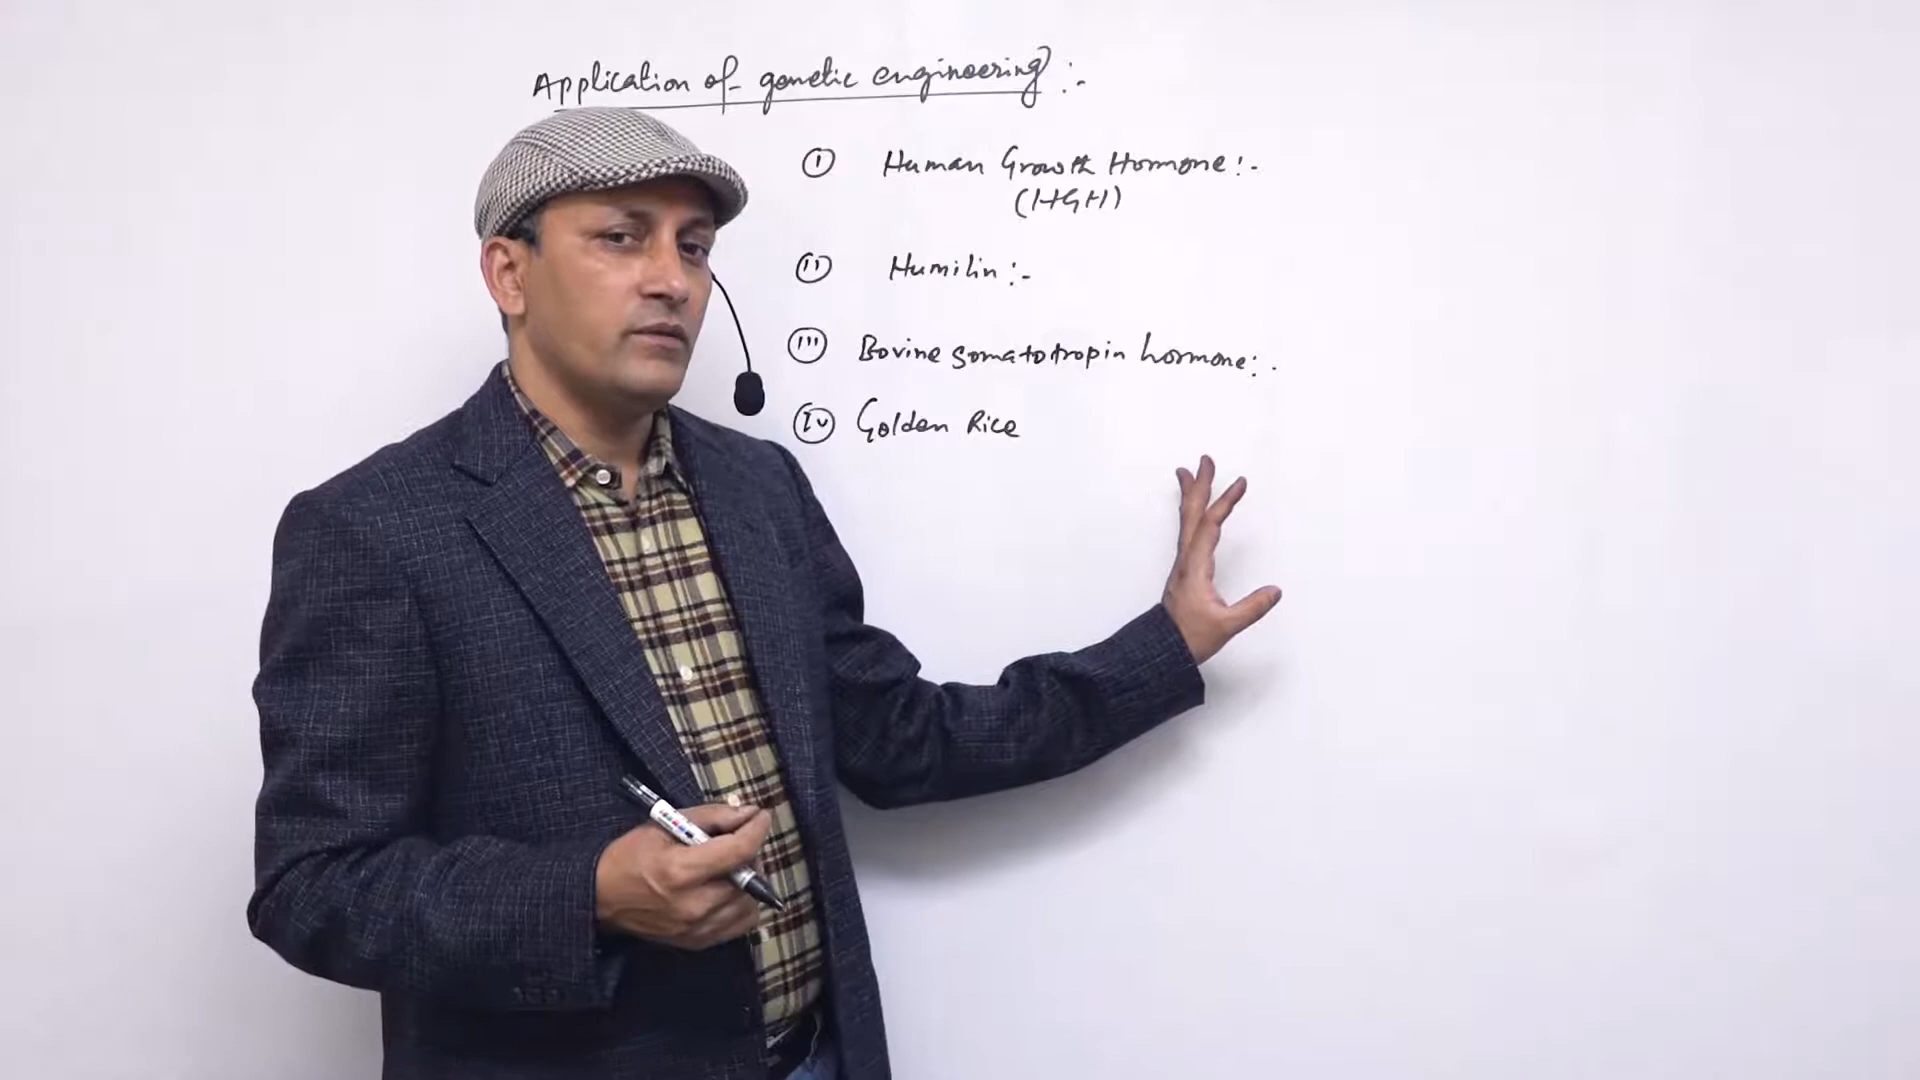 Application of genetic engineering :-
(i) Human Growth Hormone :-
(HGH)
(ii) Humilin :-
(iii) Bovine somatotropin hormone :-
(iv) Golden Rice